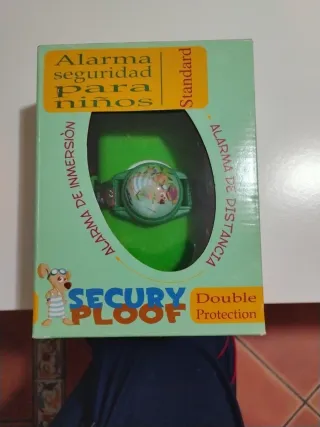 Alarma
seguridad
para
niños
Standard
ALARMA DE INMERSIÓN
ALARMA DE DISTANCIA
SECURY
PLOOF
Double
Protection